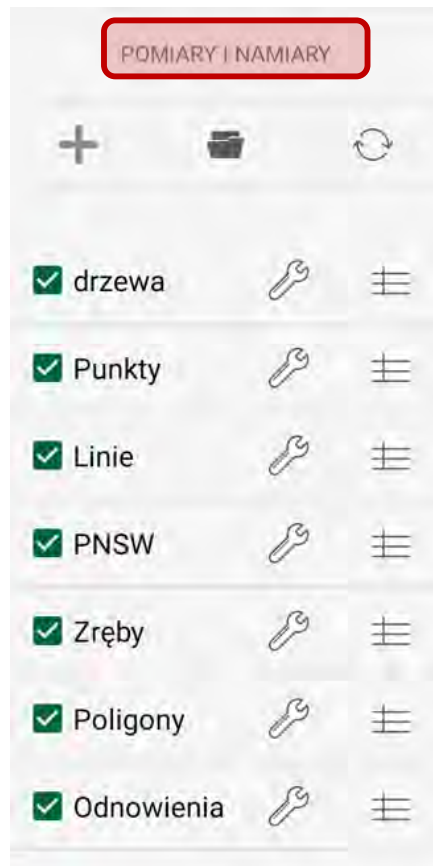 POMIARY I NAMIARY
drzewa
Punkty
Linie
PNSW
Zręby
Poligony
Odnowienia